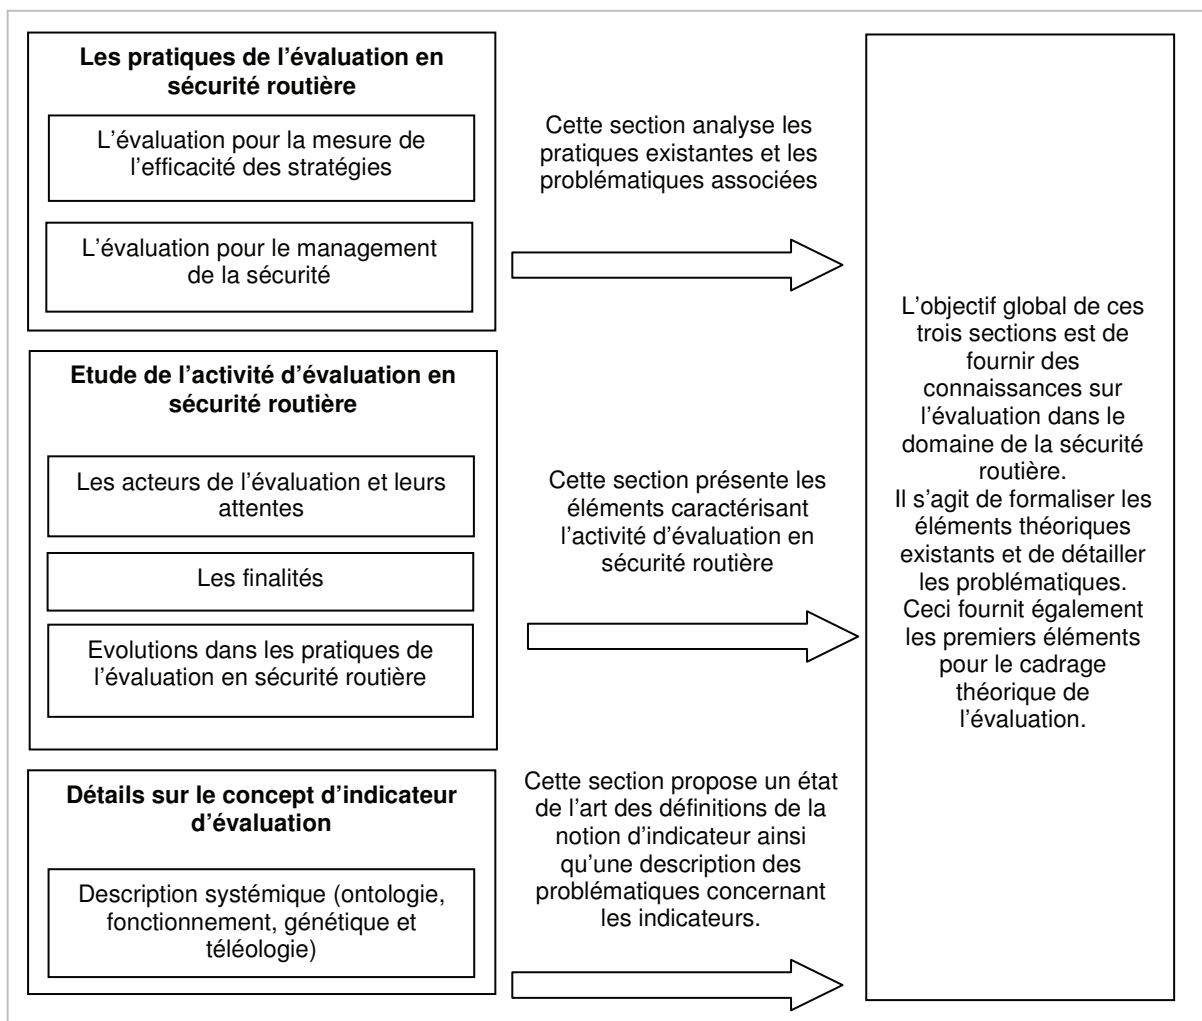 Les pratiques de l’évaluation en
sécurité routière
L’évaluation pour la mesure de
l’efficacité des stratégies
L’évaluation pour le management
de la sécurité
Cette section analyse les
pratiques existantes et les
problématiques associées
Etude de l’activité d’évaluation en
sécurité routière
Les acteurs de l’évaluation et leurs
attentes
Les finalités
Evolutions dans les pratiques de
l’évaluation en sécurité routière
Cette section présente les
éléments caractérisant
l’activité d’évaluation en
sécurité routière
Détails sur le concept d’indicateur
d’évaluation
Description systémique (ontologie,
fonctionnement, génétique et
téléologie)
Cette section propose un état
de l’art des définitions de la
notion d’indicateur ainsi
qu’une description des
problématiques concernant
les indicateurs.
L’objectif global de ces
trois sections est de
fournir des
connaissances sur
l’évaluation dans le
domaine de la sécurité
routière.
Il s’agit de formaliser les
éléments théoriques
existants et de détailler
les problématiques.
Ceci fournit également
les premiers éléments
pour le cadrage
théorique de
l’évaluation.